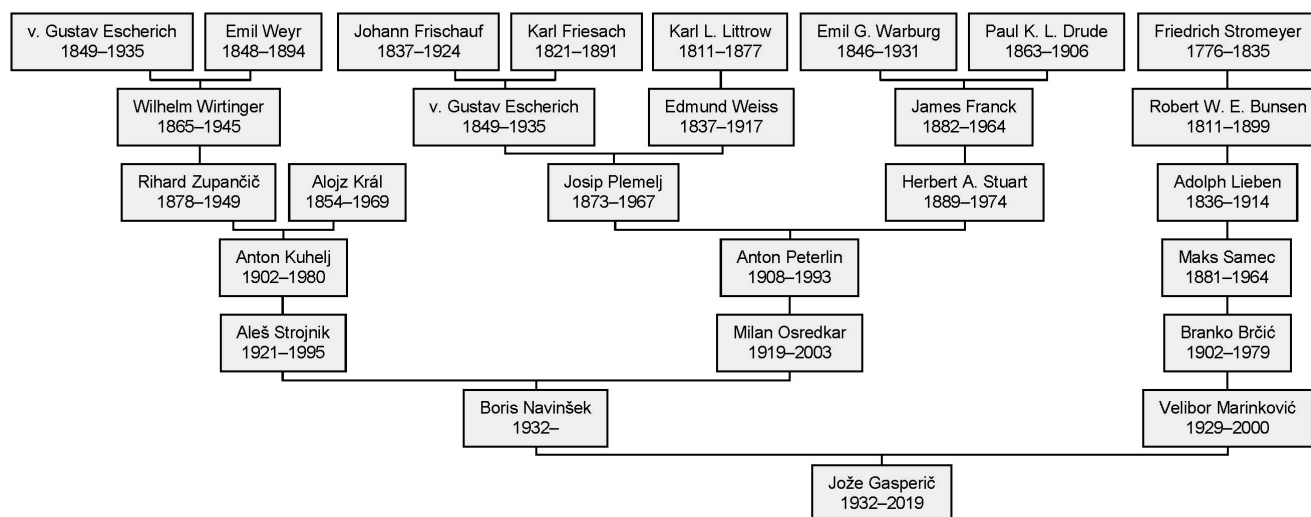 v. Gustav Escherich
1849–1935
Emil Weyr
1848–1894
Johann Frischauf
1837–1924
Karl Friesach
1821–1891
Karl L. Littrow
1811–1877
Emil G. Warburg
1846–1931
Paul K. L. Drude
1863–1906
Friedrich Stromeyer
1776–1835
Wilhelm Wirtinger
1865–1945
v. Gustav Escherich
1849–1935
Edmund Weiss
1837–1917
James Franck
1882–1964
Robert W. E. Bunsen
1811–1899
Rihard Zupančič
1878–1949
Alojz Král
1854–1969
Josip Plemelj
1873–1967
Herbert A. Stuart
1889–1974
Adolph Lieben
1836–1914
Anton Kuhelj
1902–1980
Anton Peterlin
1908–1993
Maks Samec
1881–1964
Aleš Strojnik
1921–1995
Milan Osredkar
1919–2003
Branko Brčić
1902–1979
Boris Navinšek
1932–
Velibor Marinković
1929–2000
Jože Gasperič
1932–2019